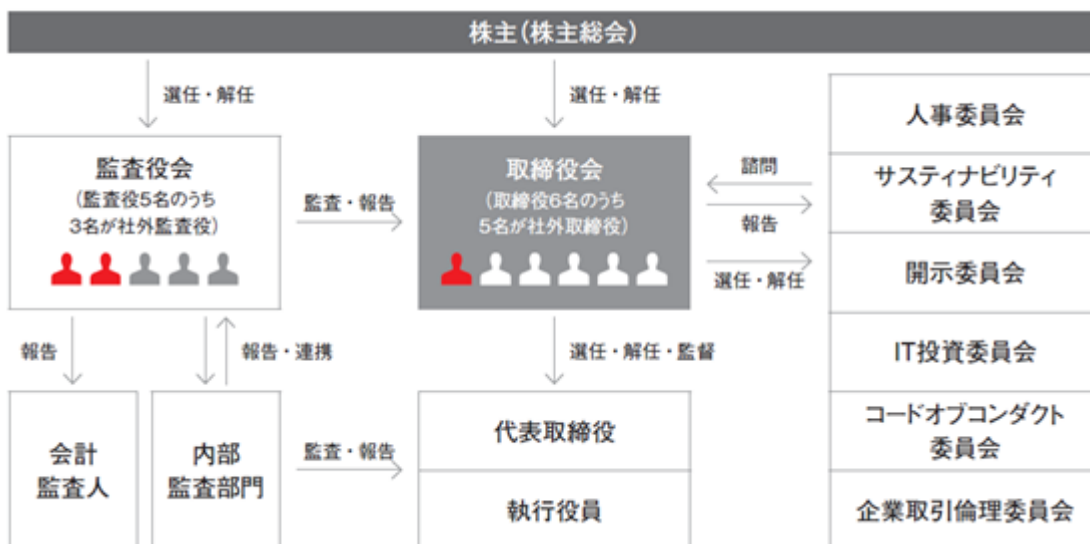 株主(株主総会)
選任・解任
選任・解任
監査役会
(監査役5名のうち
3名が社外監査役)
監査・報告
取締役会
(取締役6名のうち
5名が社外取締役)
諮問
報告
選任・解任
人事委員会
サスティナビリティ
委員会
開示委員会
IT投資委員会
コードオブコンダクト
委員会
企業取引倫理委員会
報告
報告・連携
選任・解任・監督
会計
監査人
内部
監査部門
監査・報告
代表取締役
執行役員